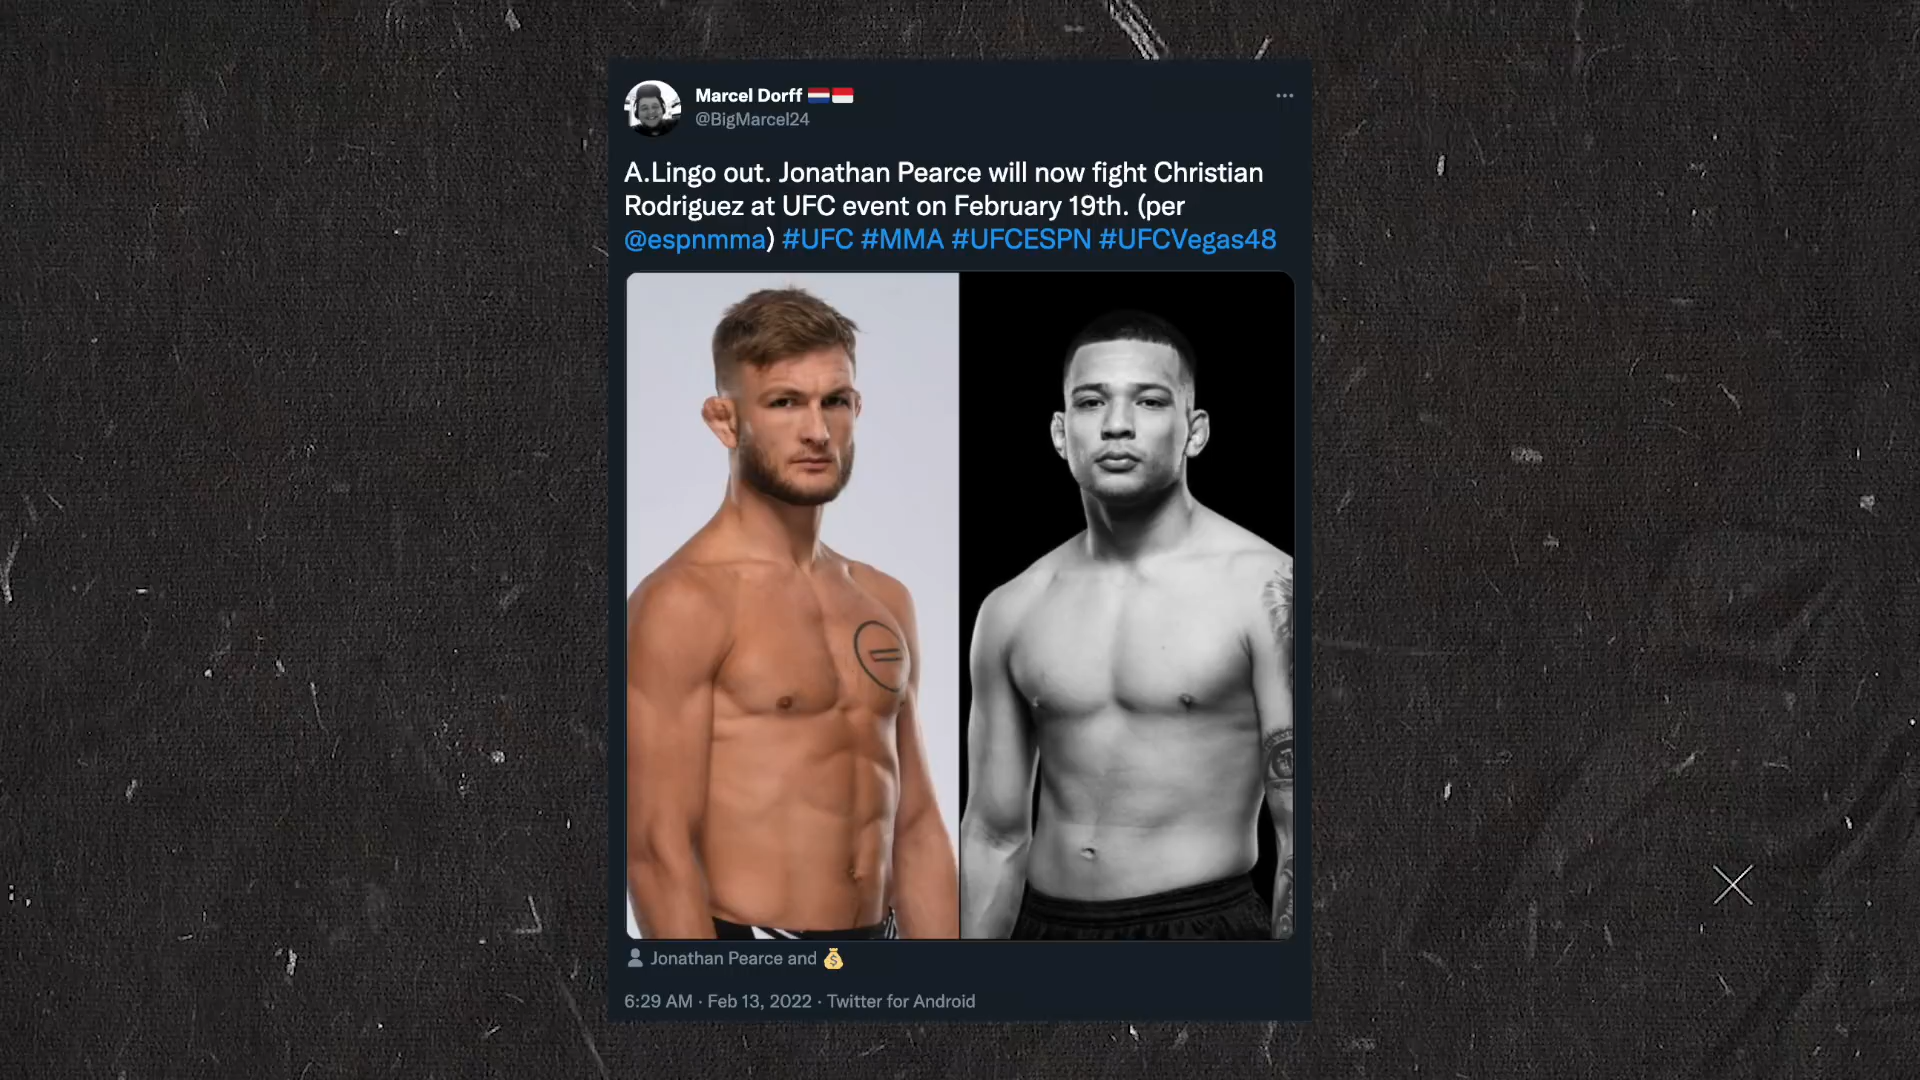 Marcel Dorff 🇳🇱🇮🇩
@BigMarcel24
A.Lingo out. Jonathan Pearce will now fight Christian
Rodriguez at UFC event on February 19th. (per
@espnmma) #UFC #MMA #UFCESPN #UFCVegas48
Jonathan Pearce and 💰
6:29 AM · Feb 13, 2022 · Twitter for Android